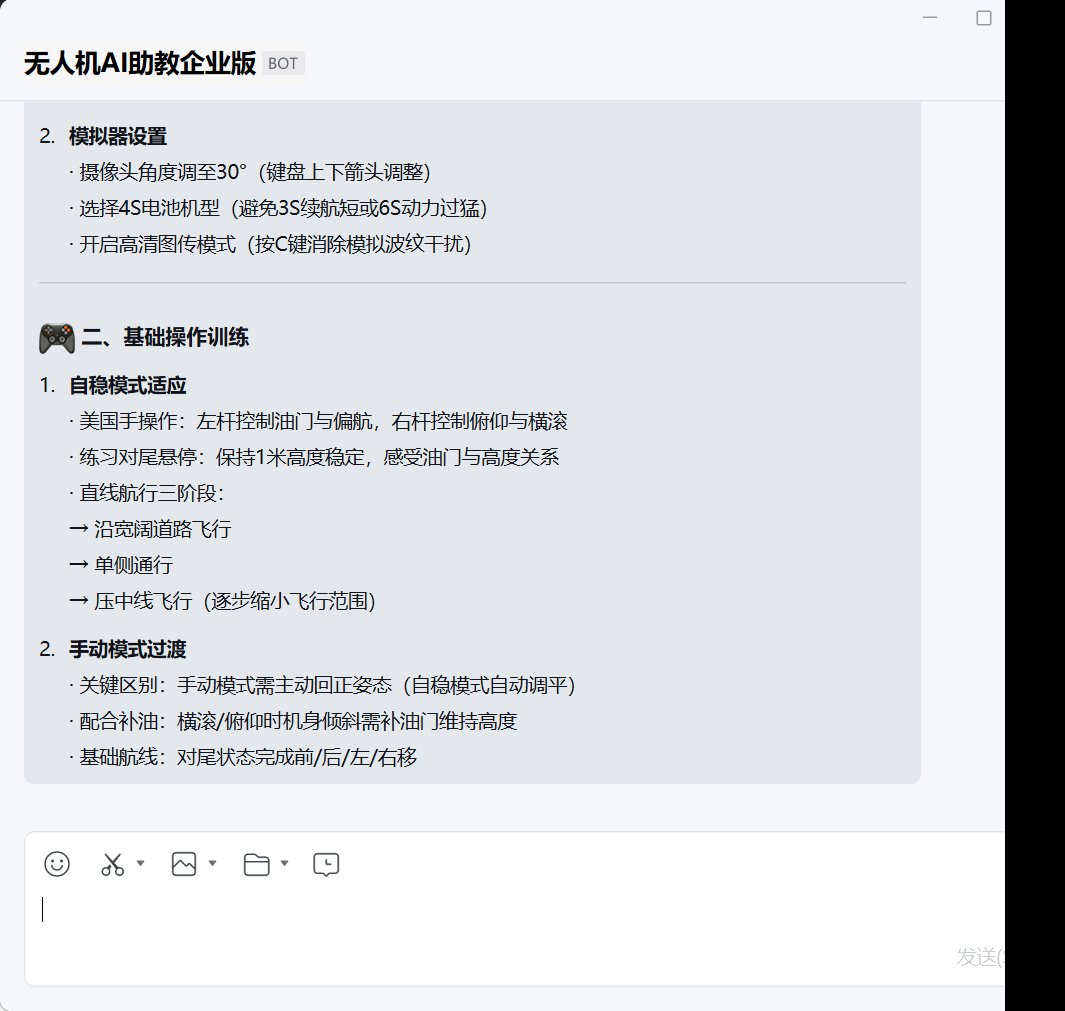 无人机AI助教企业版 BOT
2. 模拟器设置
· 摄像头角度调至30°（键盘上下箭头调整）
· 选择4S电池机型（避免3S续航短或6S动力过猛）
· 开启高清图传模式（按C键消除模拟波纹干扰）
二、基础操作训练
1. 自稳模式适应
· 美国手操作：左杆控制油门与偏航，右杆控制俯仰与横滚
· 练习对尾悬停：保持1米高度稳定，感受油门与高度关系
· 直线航行三阶段：
→ 沿宽阔道路飞行
→ 单侧通行
→ 压中线飞行（逐步缩小飞行范围）
2. 手动模式过渡
· 关键区别：手动模式需主动回正姿态（自稳模式自动调平）
· 配合补油：横滚/俯仰时机身倾斜需补油门维持高度
· 基础航线：对尾状态完成前/后/左/右移
发送(